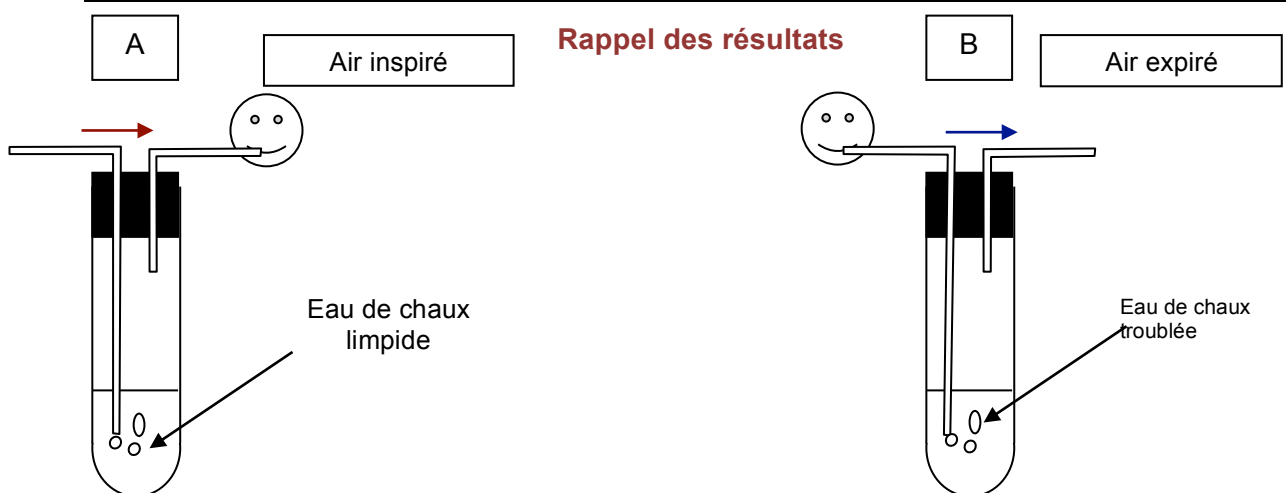 Rappel des résultats
A
Air inspiré
B
Air expiré
Eau de chaux
limpide
Eau de chaux
troublée